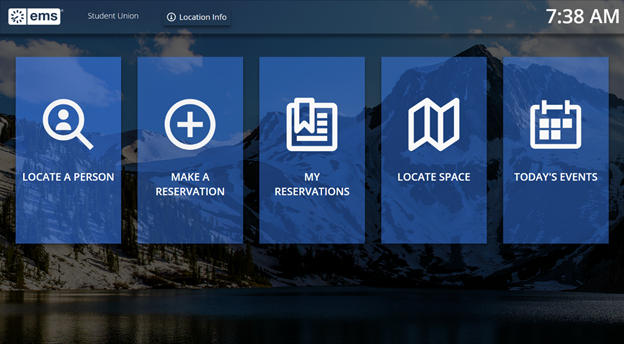 ems
Student Union
Location Info
7:38 AM
LOCATE A PERSON
MAKE A
RESERVATION
MY
RESERVATIONS
LOCATE SPACE
TODAY'S EVENTS